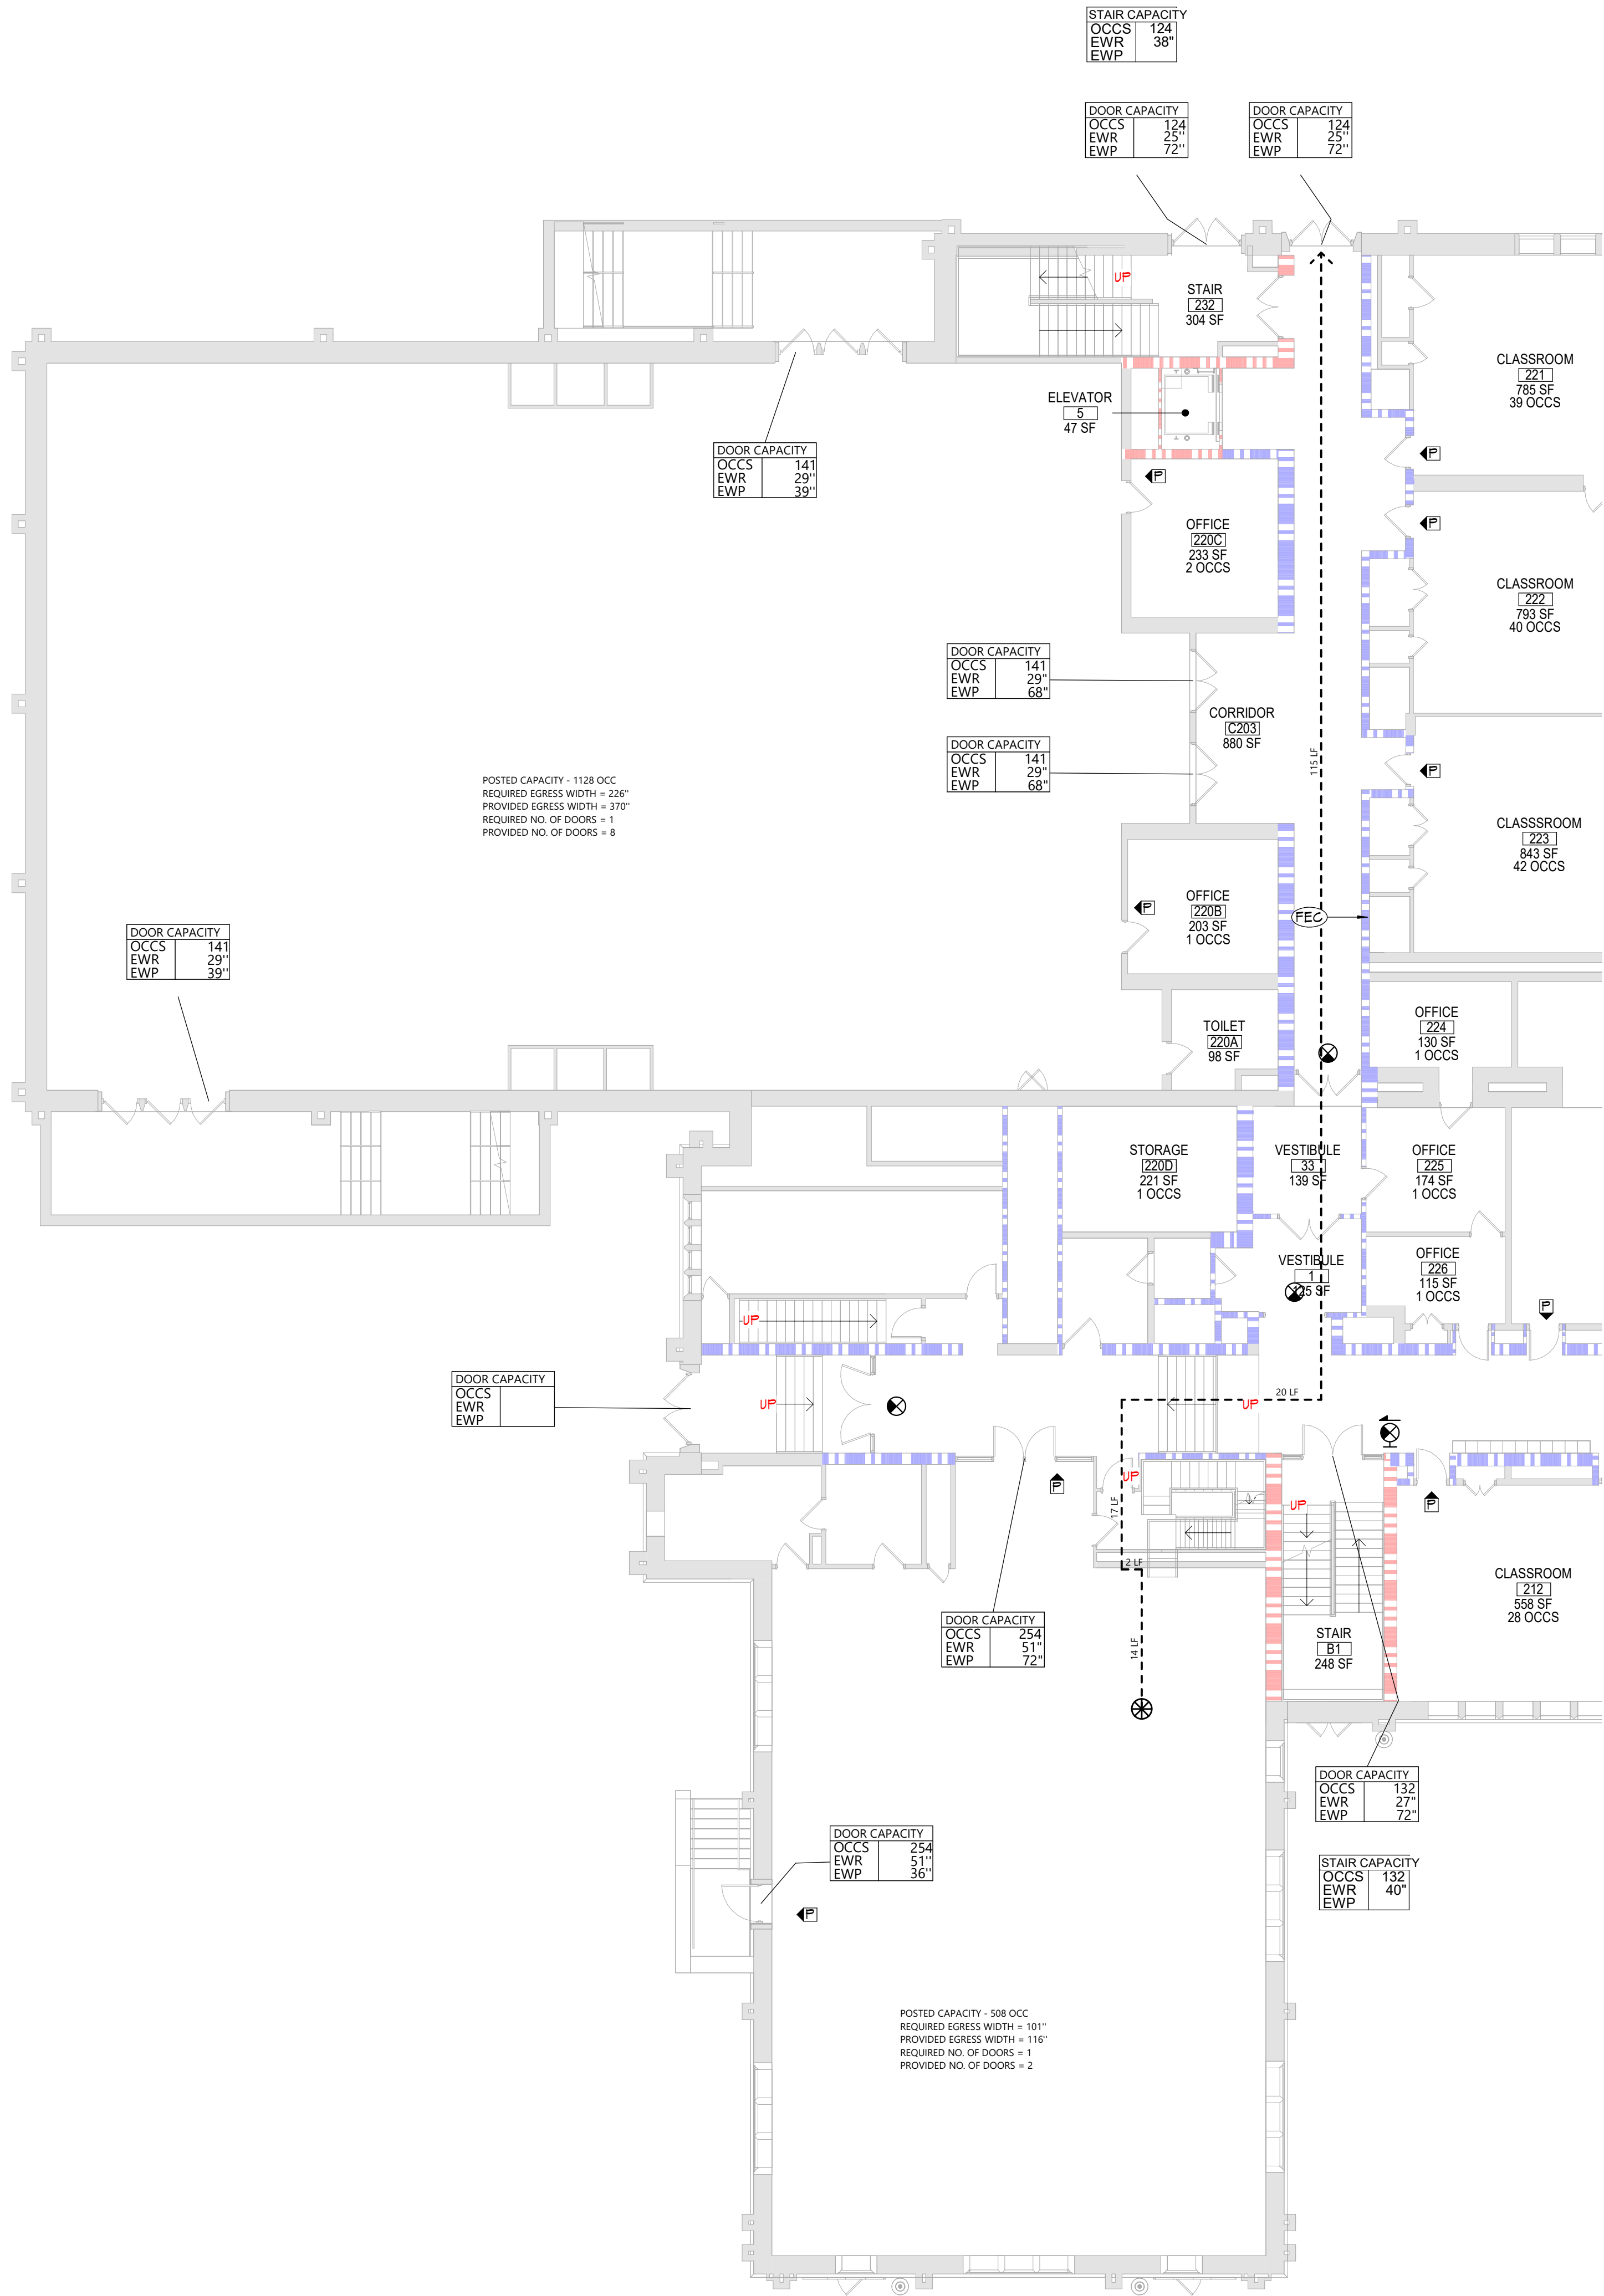 STAIR CAPACITY
OCCS 124
EWR 38"
EWP
DOOR CAPACITY
OCCS 124
EWR 25''
EWP 72''
DOOR CAPACITY
OCCS 124
EWR 25''
EWP 72''
UP
STAIR
232
304 SF
ELEVATOR
5
47 SF
CLASSROOM
221
785 SF
39 OCCS
P
DOOR CAPACITY
OCCS 141
EWR 29''
EWP 39''
P
OFFICE
220C
233 SF
2 OCCS
P
CLASSROOM
222
793 SF
40 OCCS
DOOR CAPACITY
OCCS 141
EWR 29"
EWP 68"
CORRIDOR
C203
880 SF
DOOR CAPACITY
OCCS 141
EWR 29"
EWP 68"
115 LF
P
POSTED CAPACITY - 1128 OCC
REQUIRED EGRESS WIDTH = 226''
PROVIDED EGRESS WIDTH = 370''
REQUIRED NO. OF DOORS = 1
PROVIDED NO. OF DOORS = 8
CLASSSROOM
223
843 SF
42 OCCS
OFFICE
220B
203 SF
1 OCCS
P
FEC
DOOR CAPACITY
OCCS 141
EWR 29''
EWP 39''
TOILET
220A
98 SF
OFFICE
224
130 SF
1 OCCS
STORAGE
220D
221 SF
1 OCCS
VESTIBULE
33
139 SF
OFFICE
225
174 SF
1 OCCS
VESTIBULE
1
125 SF
OFFICE
226
115 SF
1 OCCS
P
UP
DOOR CAPACITY
OCCS
EWR
EWP
UP
UP
20 LF
P
UP
17 LF
2 LF
14 LF
UP
P
CLASSROOM
212
558 SF
28 OCCS
STAIR
B1
248 SF
DOOR CAPACITY
OCCS 254
EWR 51"
EWP 72"
DOOR CAPACITY
OCCS 132
EWR 27"
EWP 72"
DOOR CAPACITY
OCCS 254
EWR 51''
EWP 36''
P
STAIR CAPACITY
OCCS 132
EWR 40"
EWP
POSTED CAPACITY - 508 OCC
REQUIRED EGRESS WIDTH = 101''
PROVIDED EGRESS WIDTH = 116''
REQUIRED NO. OF DOORS = 1
PROVIDED NO. OF DOORS = 2